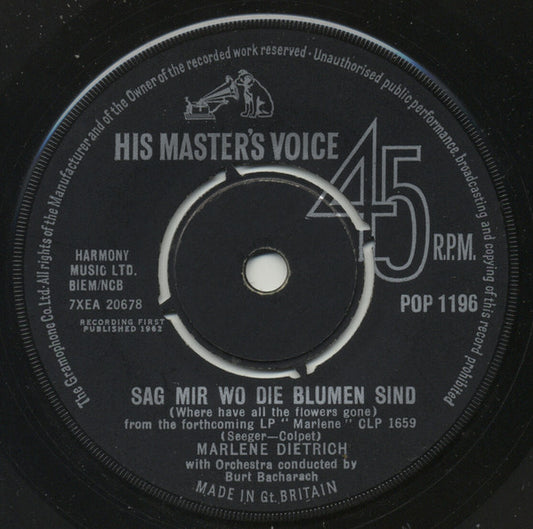 The Gramophone Co. Ltd. All rights of the Manufacturer and of the Owner of the recorded work reserved · Unauthorised public performance, broadcasting and copying of this record prohibited
HIS MASTER'S VOICE
45
R.P.M.
HARMONY
MUSIC LTD.
BIEM/NCB
7XEA 20678
RECORDING FIRST
PUBLISHED 1962
POP 1196
SAG MIR WO DIE BLUMEN SIND
(Where have all the flowers gone)
from the forthcoming LP "Marlene" CLP 1659
(Seeger-Colpet)
MARLENE DIETRICH
with Orchestra conducted by
Burt Bacharach
MADE IN Gt. BRITAIN